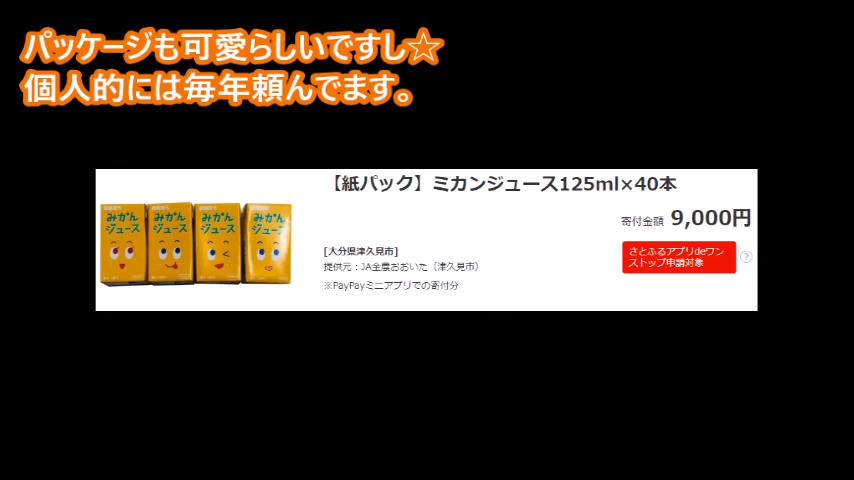 パッケージも可愛らしいですし☆
個人的には毎年頼んでます。
【紙パック】ミカンジュース125ml×40本
寄付金額 9,000円
みかん
ジュース
みかん
ジュース
みかん
ジュース
みかん
ジュース
[大分県津久見市]
提供元：JA全農おおいた［津久見市］
※PayPayミニアプリでの寄付分
さとふるアプリdeワン
ストップ申請対象
?